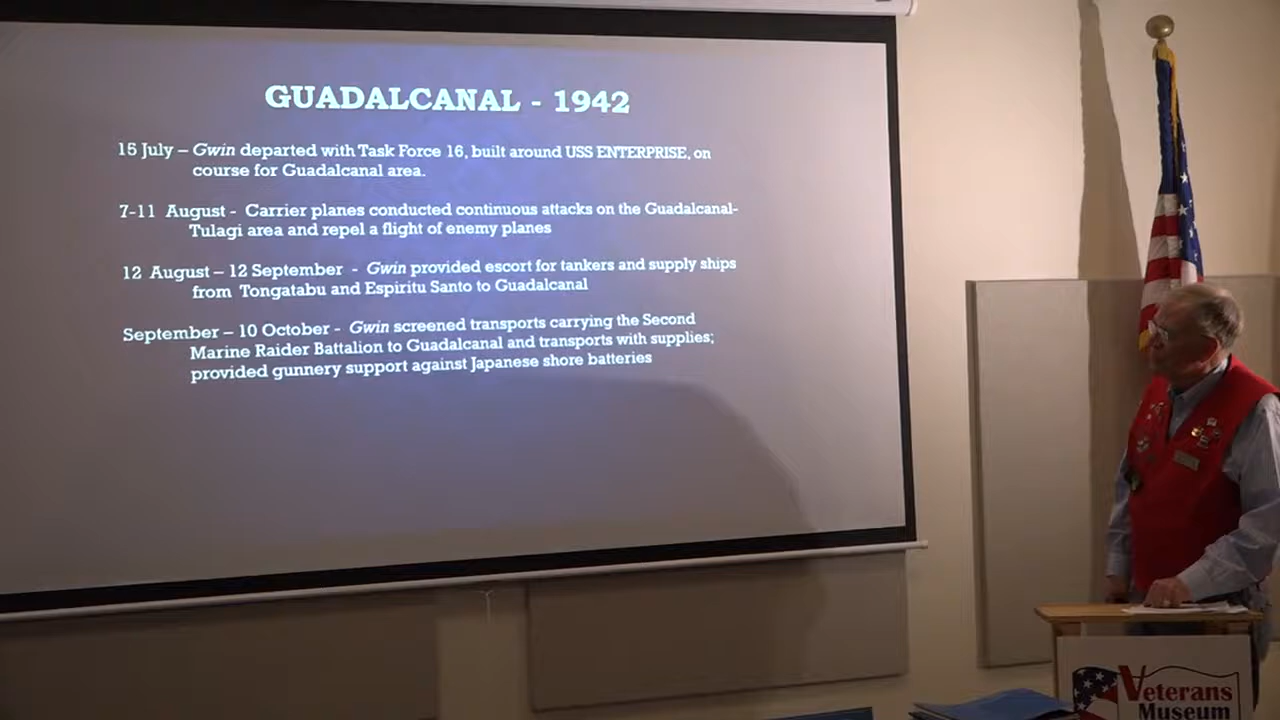 GUADALCANAL - 1942
15 July – Gwin departed with Task Force 16, built around USS ENTERPRISE, on
course for Guadalcanal area.
7-11 August - Carrier planes conducted continuous attacks on the Guadalcanal-
Tulagi area and repel a flight of enemy planes
12 August – 12 September - Gwin provided escort for tankers and supply ships
from Tongatabu and Espiritu Santo to Guadalcanal
September – 10 October - Gwin screened transports carrying the Second
Marine Raider Battalion to Guadalcanal and transports with supplies;
provided gunnery support against Japanese shore batteries
Veterans
Museum